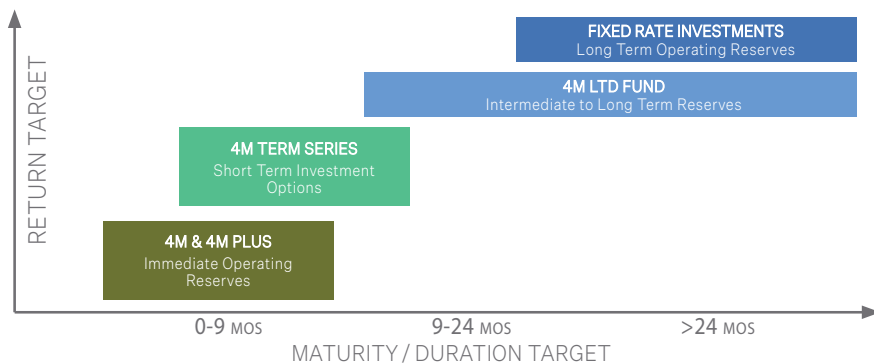 RETURN TARGET
FIXED RATE INVESTMENTS
Long Term Operating Reserves
4M LTD FUND
Intermediate to Long Term Reserves
4M TERM SERIES
Short Term Investment
Options
4M & 4M PLUS
Immediate Operating
Reserves
0-9 MOS
9-24 MOS
>24 MOS
MATURITY / DURATION TARGET